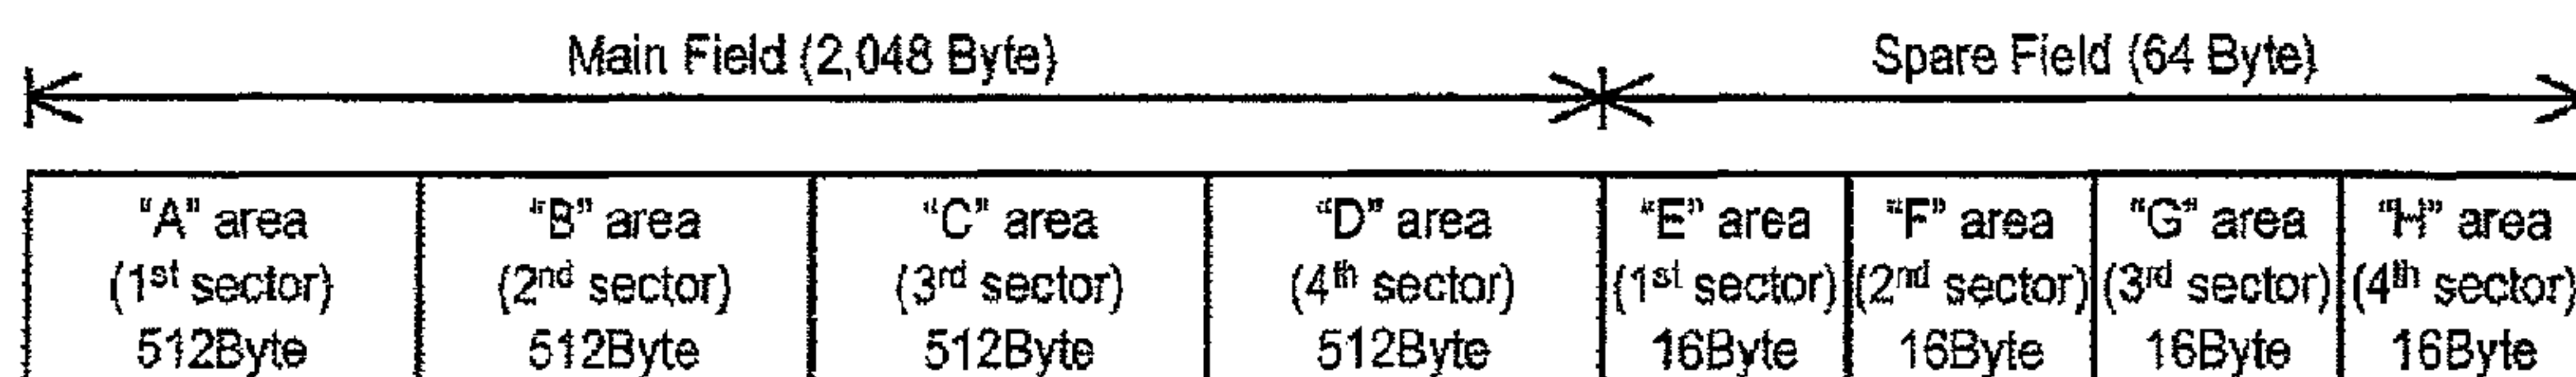 Main Field (2,048 Byte)
Spare Field (64 Byte)
"A" area
(1st sector)
512Byte
"B" area
(2nd sector)
512Byte
"C" area
(3rd sector)
512Byte
"D" area
(4th sector)
512Byte
"E" area
(1st sector)
16Byte
"F" area
(2nd sector)
16Byte
"G" area
(3rd sector)
16Byte
"H" area
(4th sector)
16Byte